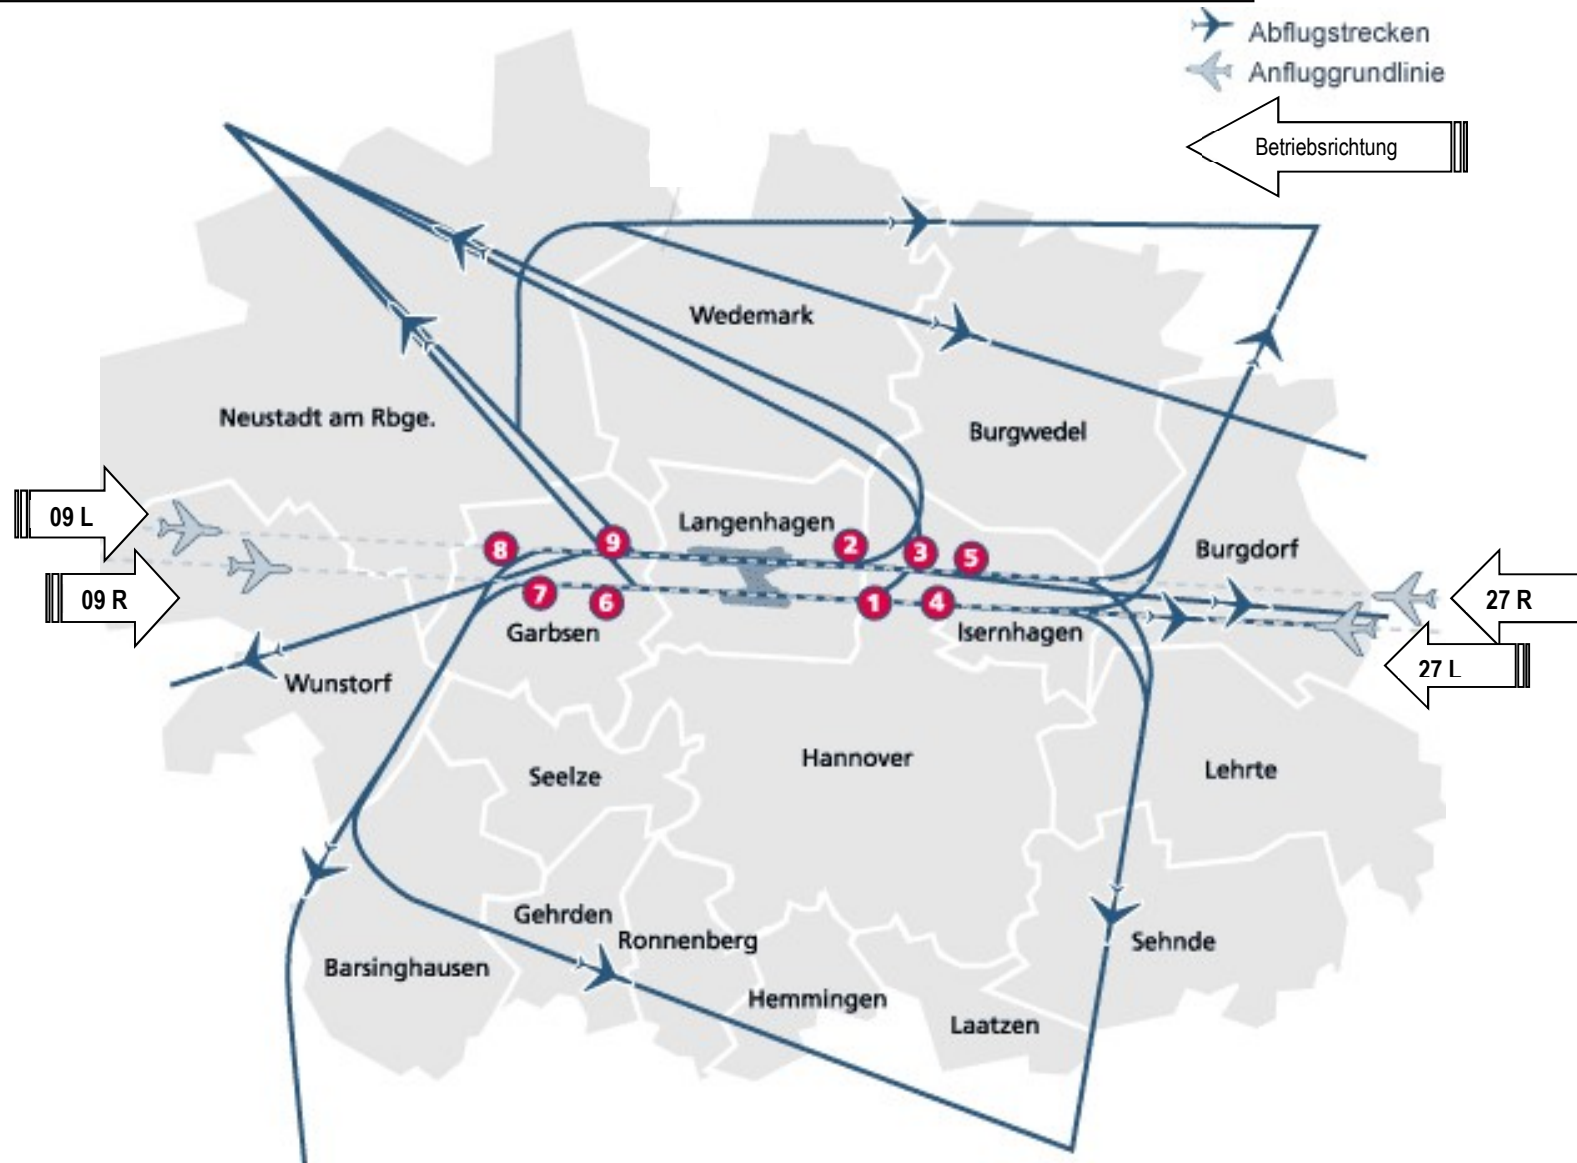 Abflugstrecken
Anfluggrundlinie
Betriebsrichtung
Wedemark
Neustadt am Rbge.
Burgwedel
09 L
Langenhagen
8
9
2
3
5
Burgdorf
09 R
7
6
1
4
27 R
Garbsen
Isernhagen
27 L
Wunstorf
Hannover
Seelze
Lehrte
Gehrden
Ronnenberg
Sehnde
Barsinghausen
Hemmingen
Laatzen